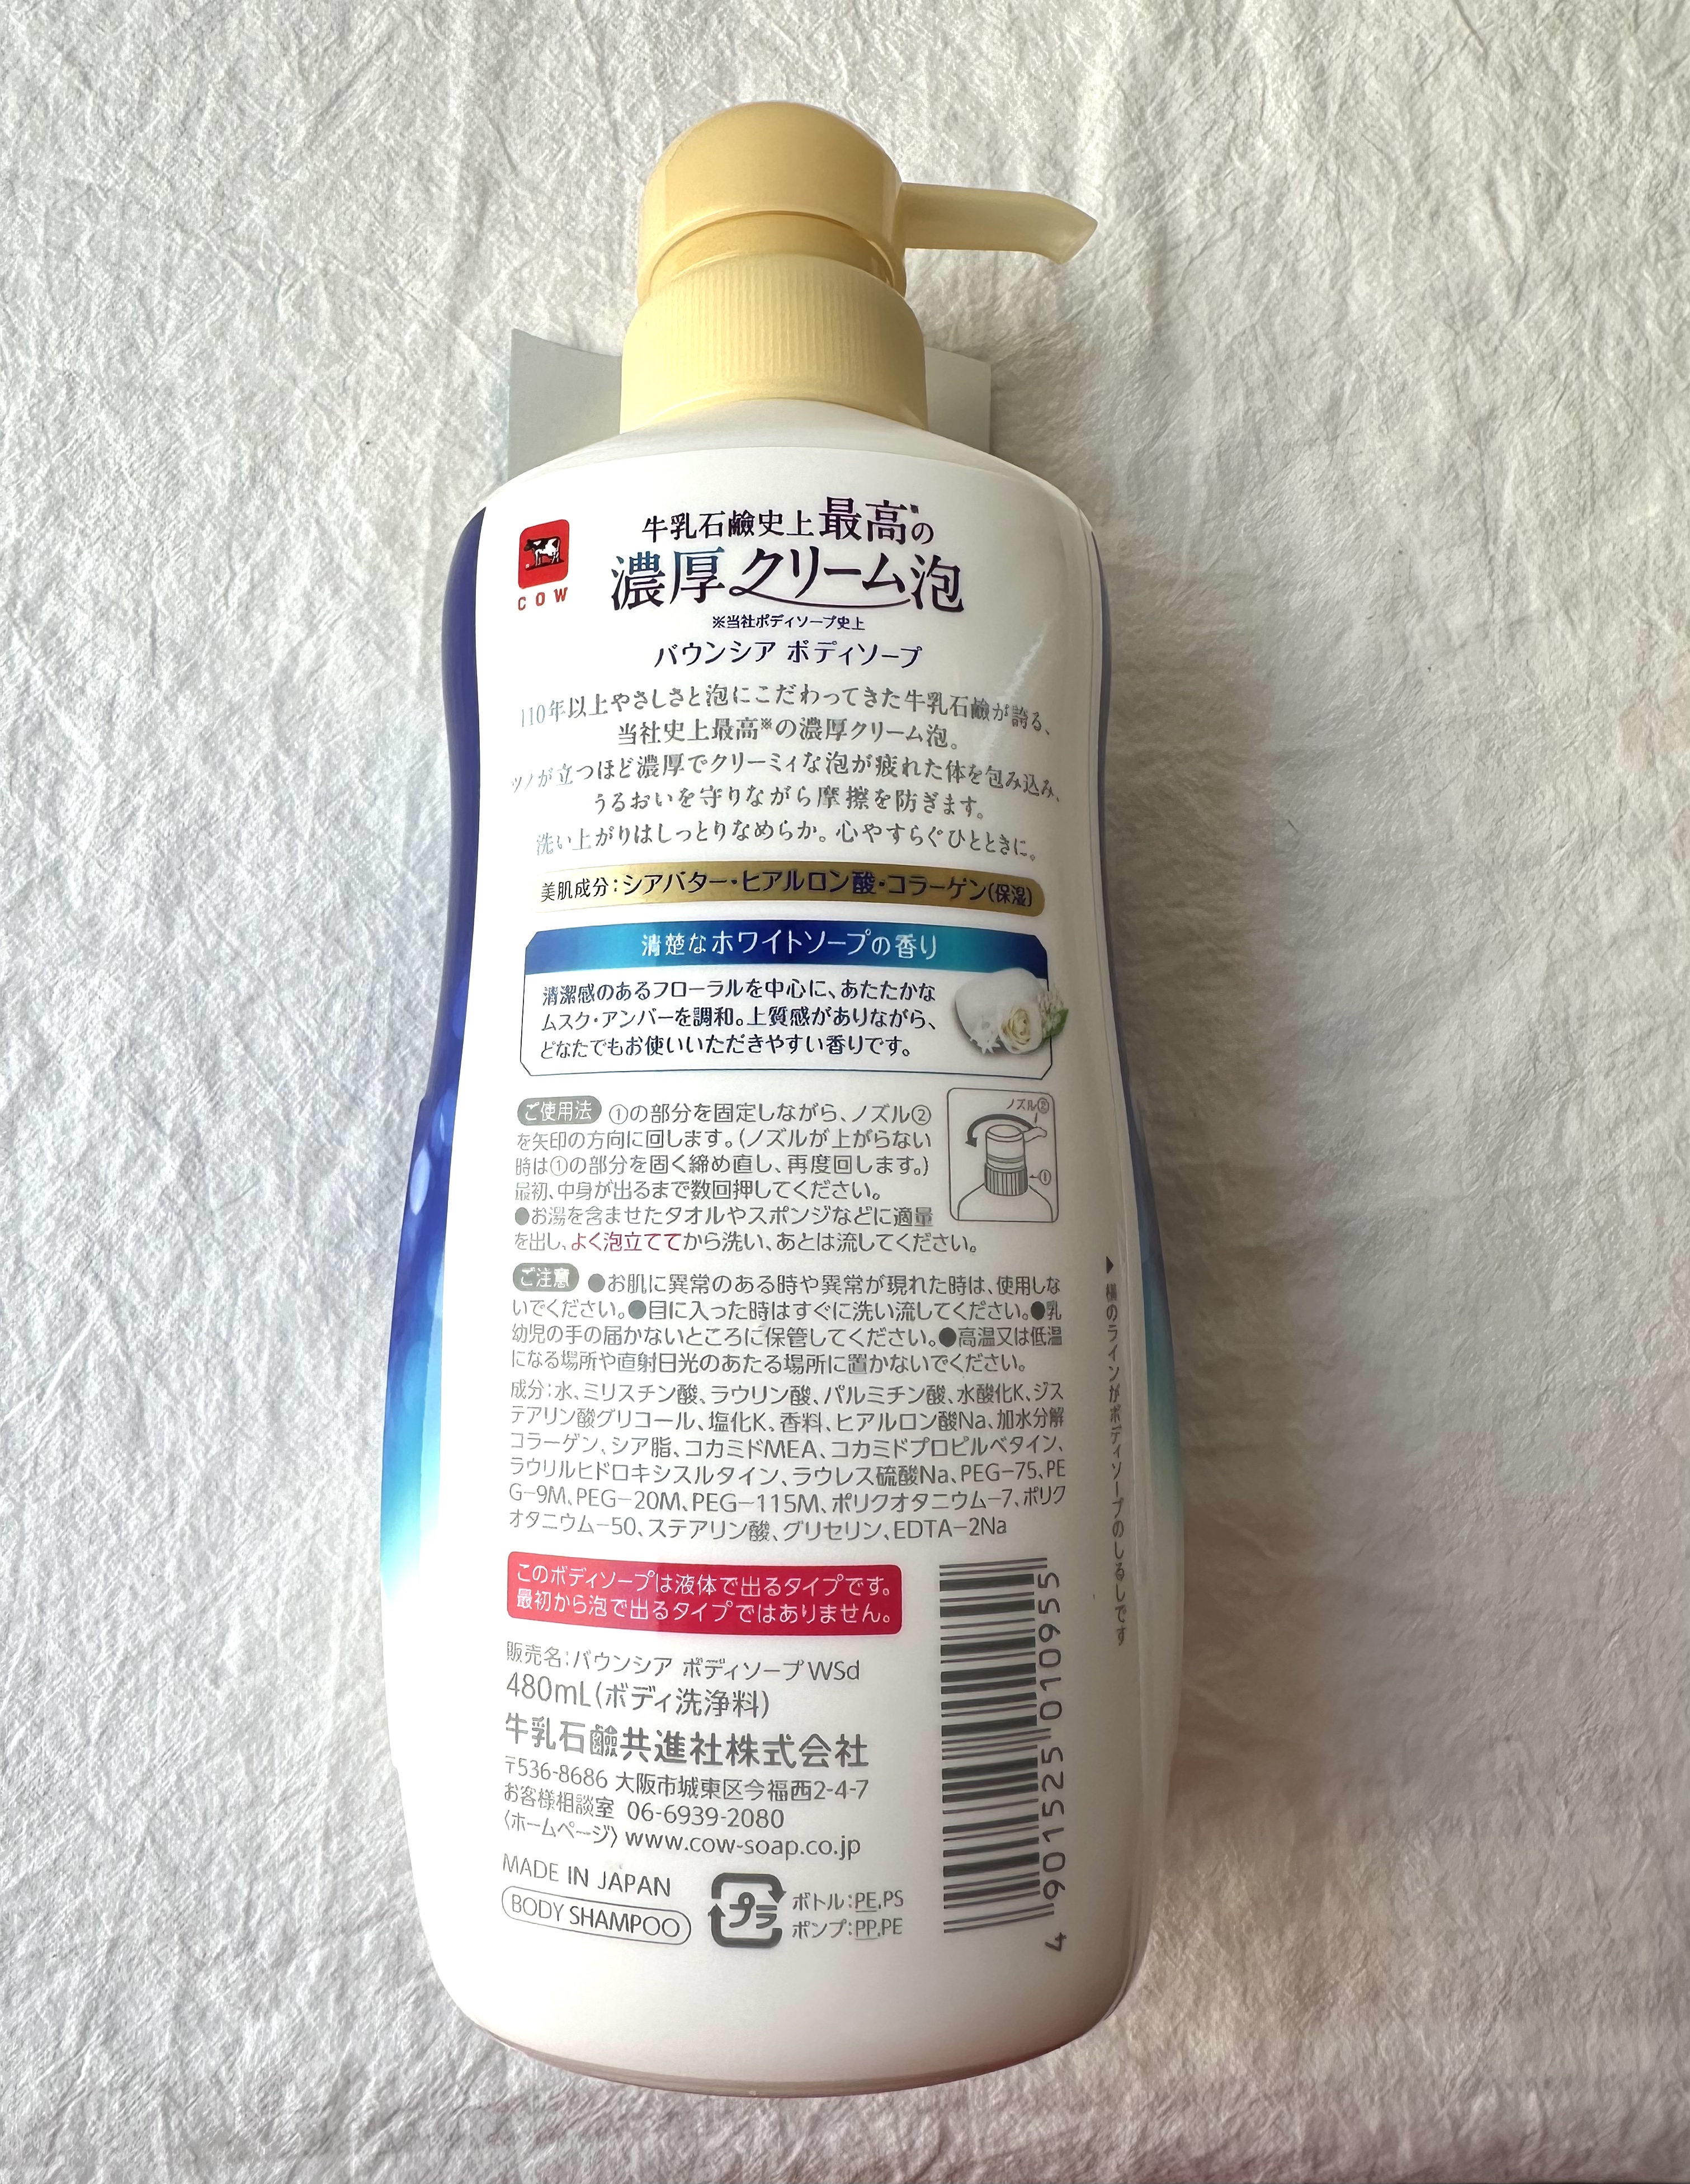 COW
牛乳石鹼史上最高※の
濃厚クリーム泡
※当社ボディソープ史上
バウンシア ボディソープ
110年以上やさしさと泡にこだわってきた牛乳石鹼が誇る、
当社史上最高※の濃厚クリーム泡。
ツノが立つほど濃厚でクリーミィな泡が疲れた体を包み込み、
うるおいを守りながら摩擦を防ぎます。
洗い上がりはしっとりなめらか。心やすらぐひとときに。
美肌成分：シアバター・ヒアルロン酸・コラーゲン(保湿)
清楚なホワイトソープの香り
清潔感のあるフローラルを中心に、あたたかな
ムスク・アンバーを調和。上質感がありながら、
どなたでもお使いいただきやすい香りです。
ご使用法 ①の部分を固定しながら、ノズル②
を矢印の方向に回します。(ノズルが上がらない
時は①の部分を固く締め直し、再度回します。)
最初、中身が出るまで数回押してください。
●お湯を含ませたタオルやスポンジなどに適量
を出し、よく泡立ててから洗い、あとは流してください。
ノズル②
①
ご注意 ●お肌に異常のある時や異常が現れた時は、使用しな
いでください。●目に入った時はすぐに洗い流してください。●乳
幼児の手の届かないところに保管してください。●高温又は低温
になる場所や直射日光のあたる場所に置かないでください。
成分：水、ミリスチン酸、ラウリン酸、パルミチン酸、水酸化K、ジス
テアリン酸グリコール、塩化K、香料、ヒアルロン酸Na、加水分解
コラーゲン、シア脂、コカミドMEA、コカミドプロピルベタイン、
ラウリルヒドロキシスルタイン、ラウレス硫酸Na、PEG-75、PE
G-9M、PEG-20M、PEG-115M、ポリクオタニウム-7、ポリク
オタニウム-50、ステアリン酸、グリセリン、EDTA-2Na
▶横のラインがボディソープのしるしです
このボディソープは液体で出るタイプです。
最初から泡で出るタイプではありません。
販売名：バウンシア ボディソープWSd
480mL(ボディ洗浄料)
牛乳石鹼共進社株式会社
〒536-8686 大阪市城東区今福西2-4-7
お客様相談室 06-6939-2080
〈ホームページ〉www.cow-soap.co.jp
MADE IN JAPAN
BODY SHAMPOO
プラ
ボトル：PE,PS
ポンプ：PP,PE
4 901525 010955